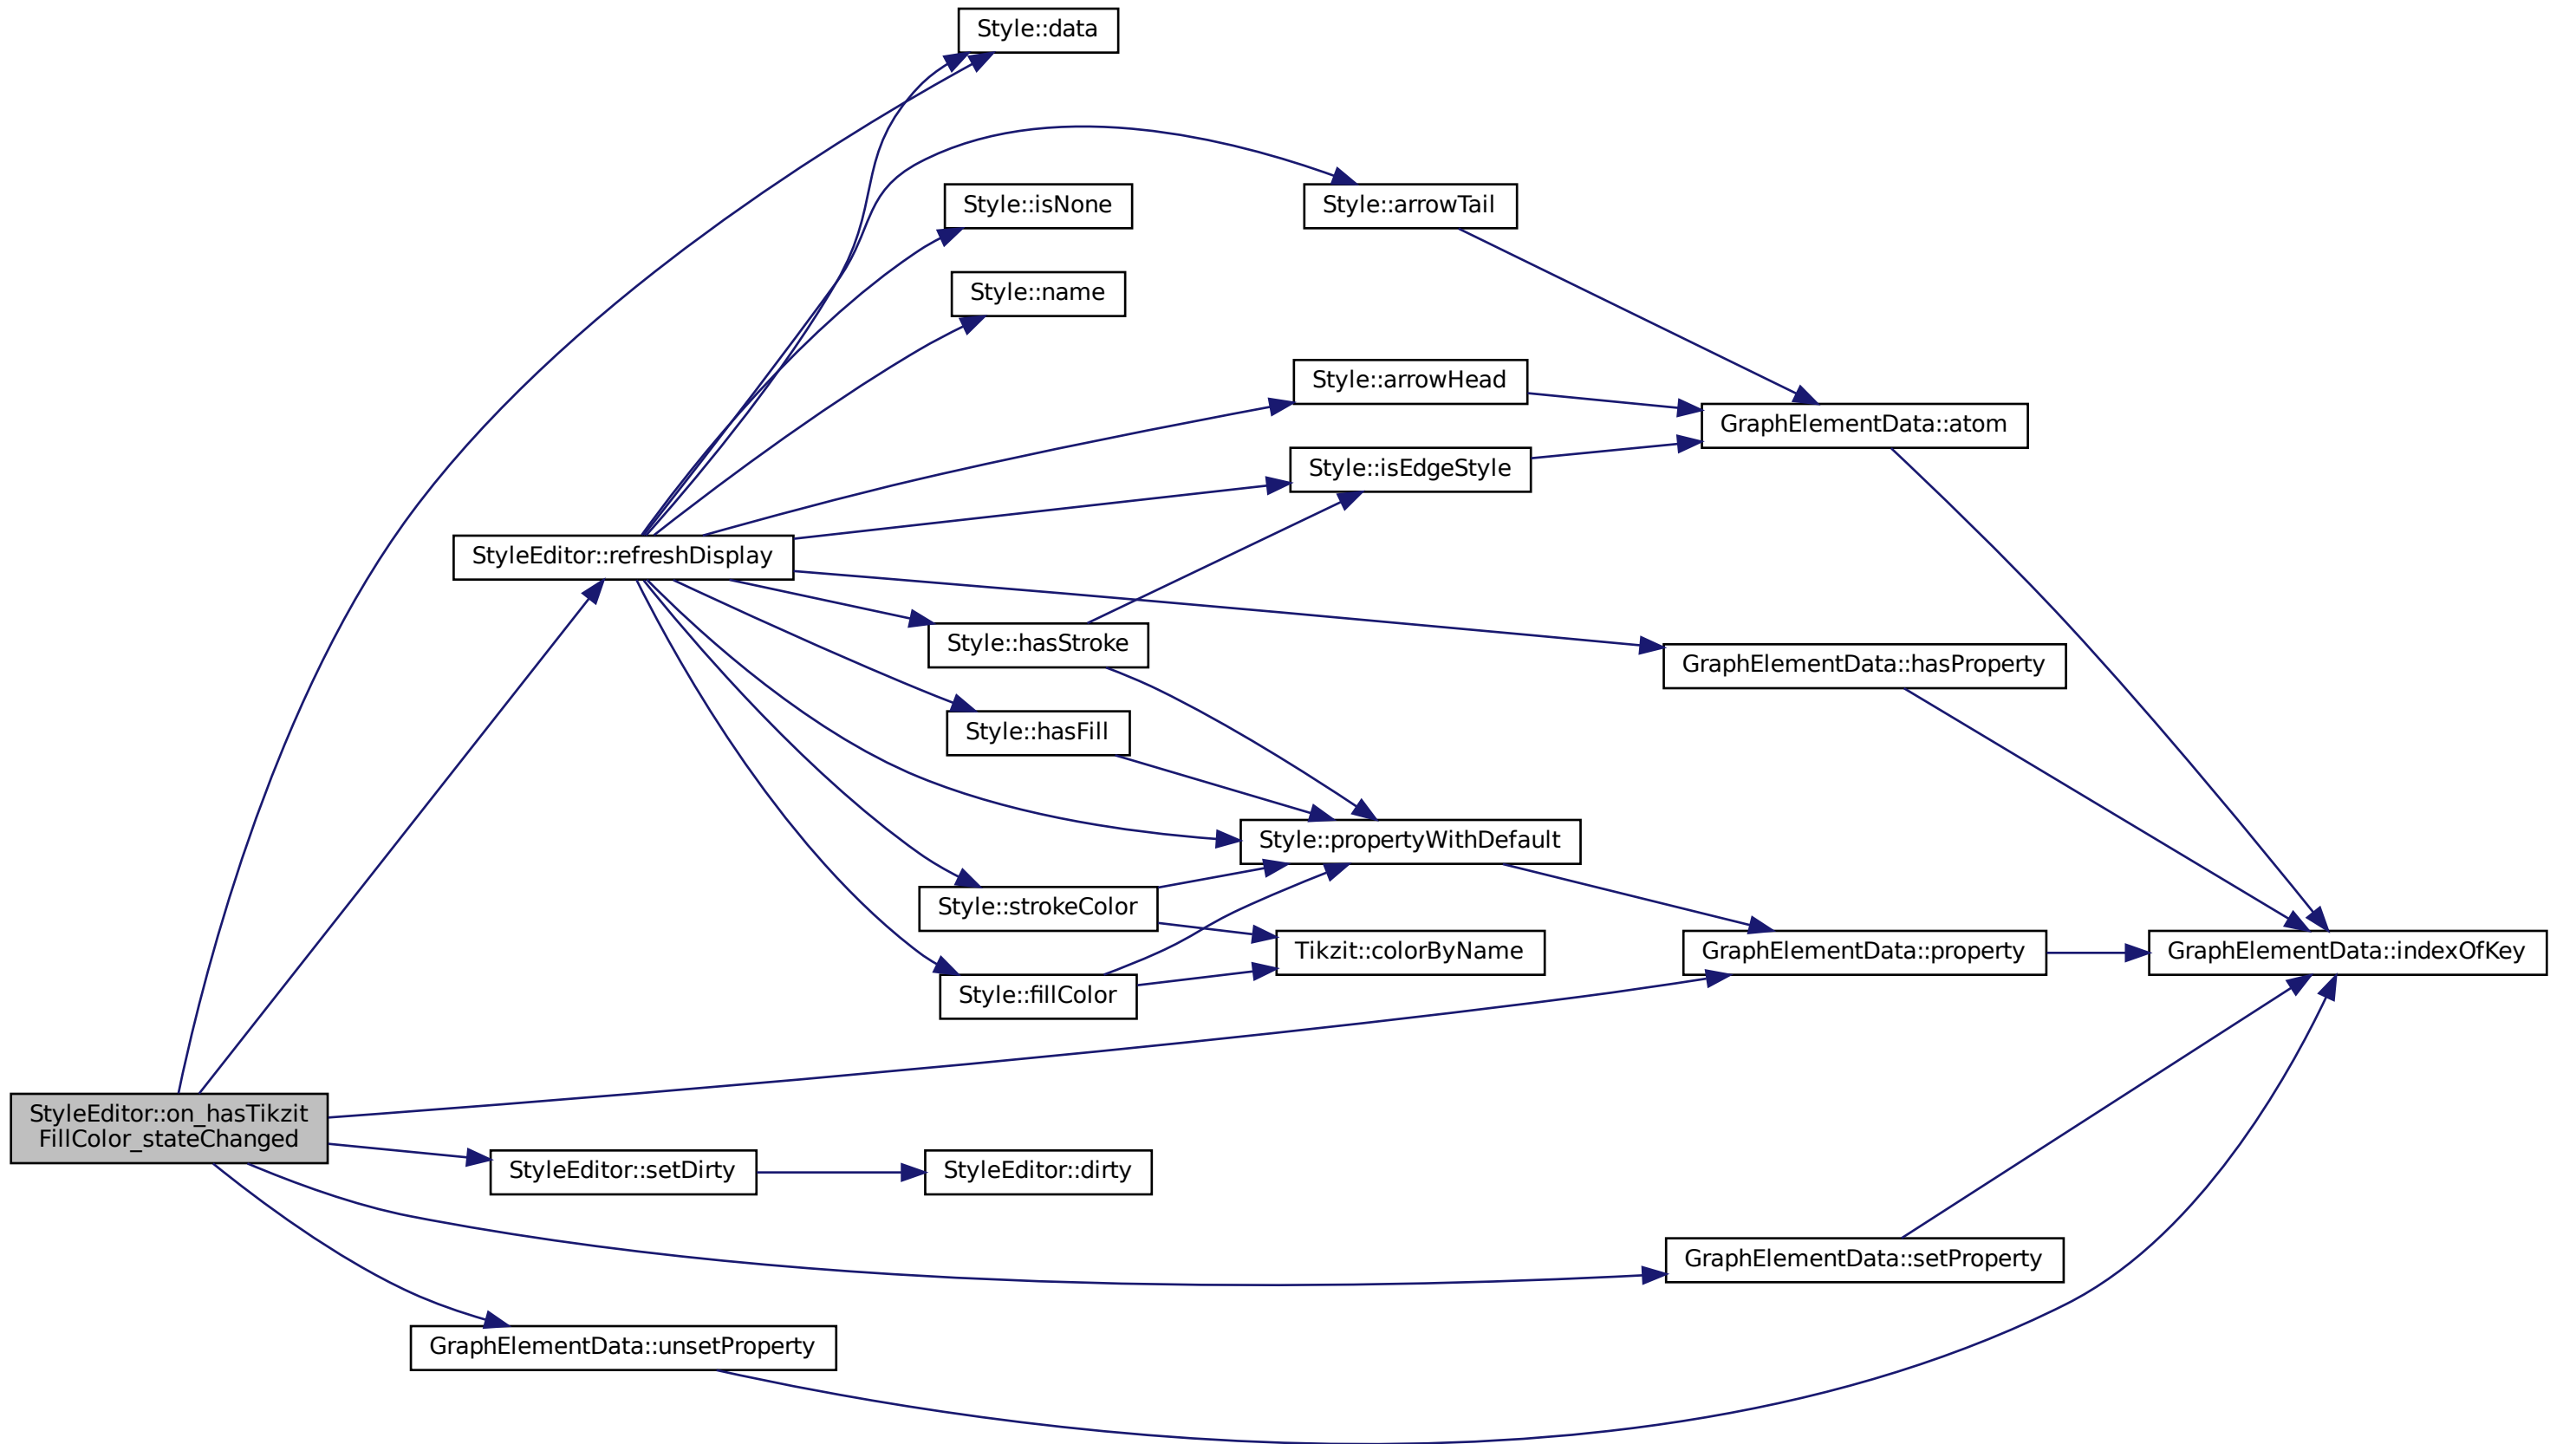 Style::data
Style::isNone
Style::arrowTail
Style::name
Style::arrowHead
GraphElementData::atom
Style::isEdgeStyle
StyleEditor::refreshDisplay
Style::hasStroke
GraphElementData::hasProperty
Style::hasFill
Style::propertyWithDefault
Style::strokeColor
Tikzit::colorByName
GraphElementData::property
GraphElementData::indexOfKey
Style::fillColor
StyleEditor::on_hasTikzit
FillColor_stateChanged
StyleEditor::setDirty
StyleEditor::dirty
GraphElementData::setProperty
GraphElementData::unsetProperty